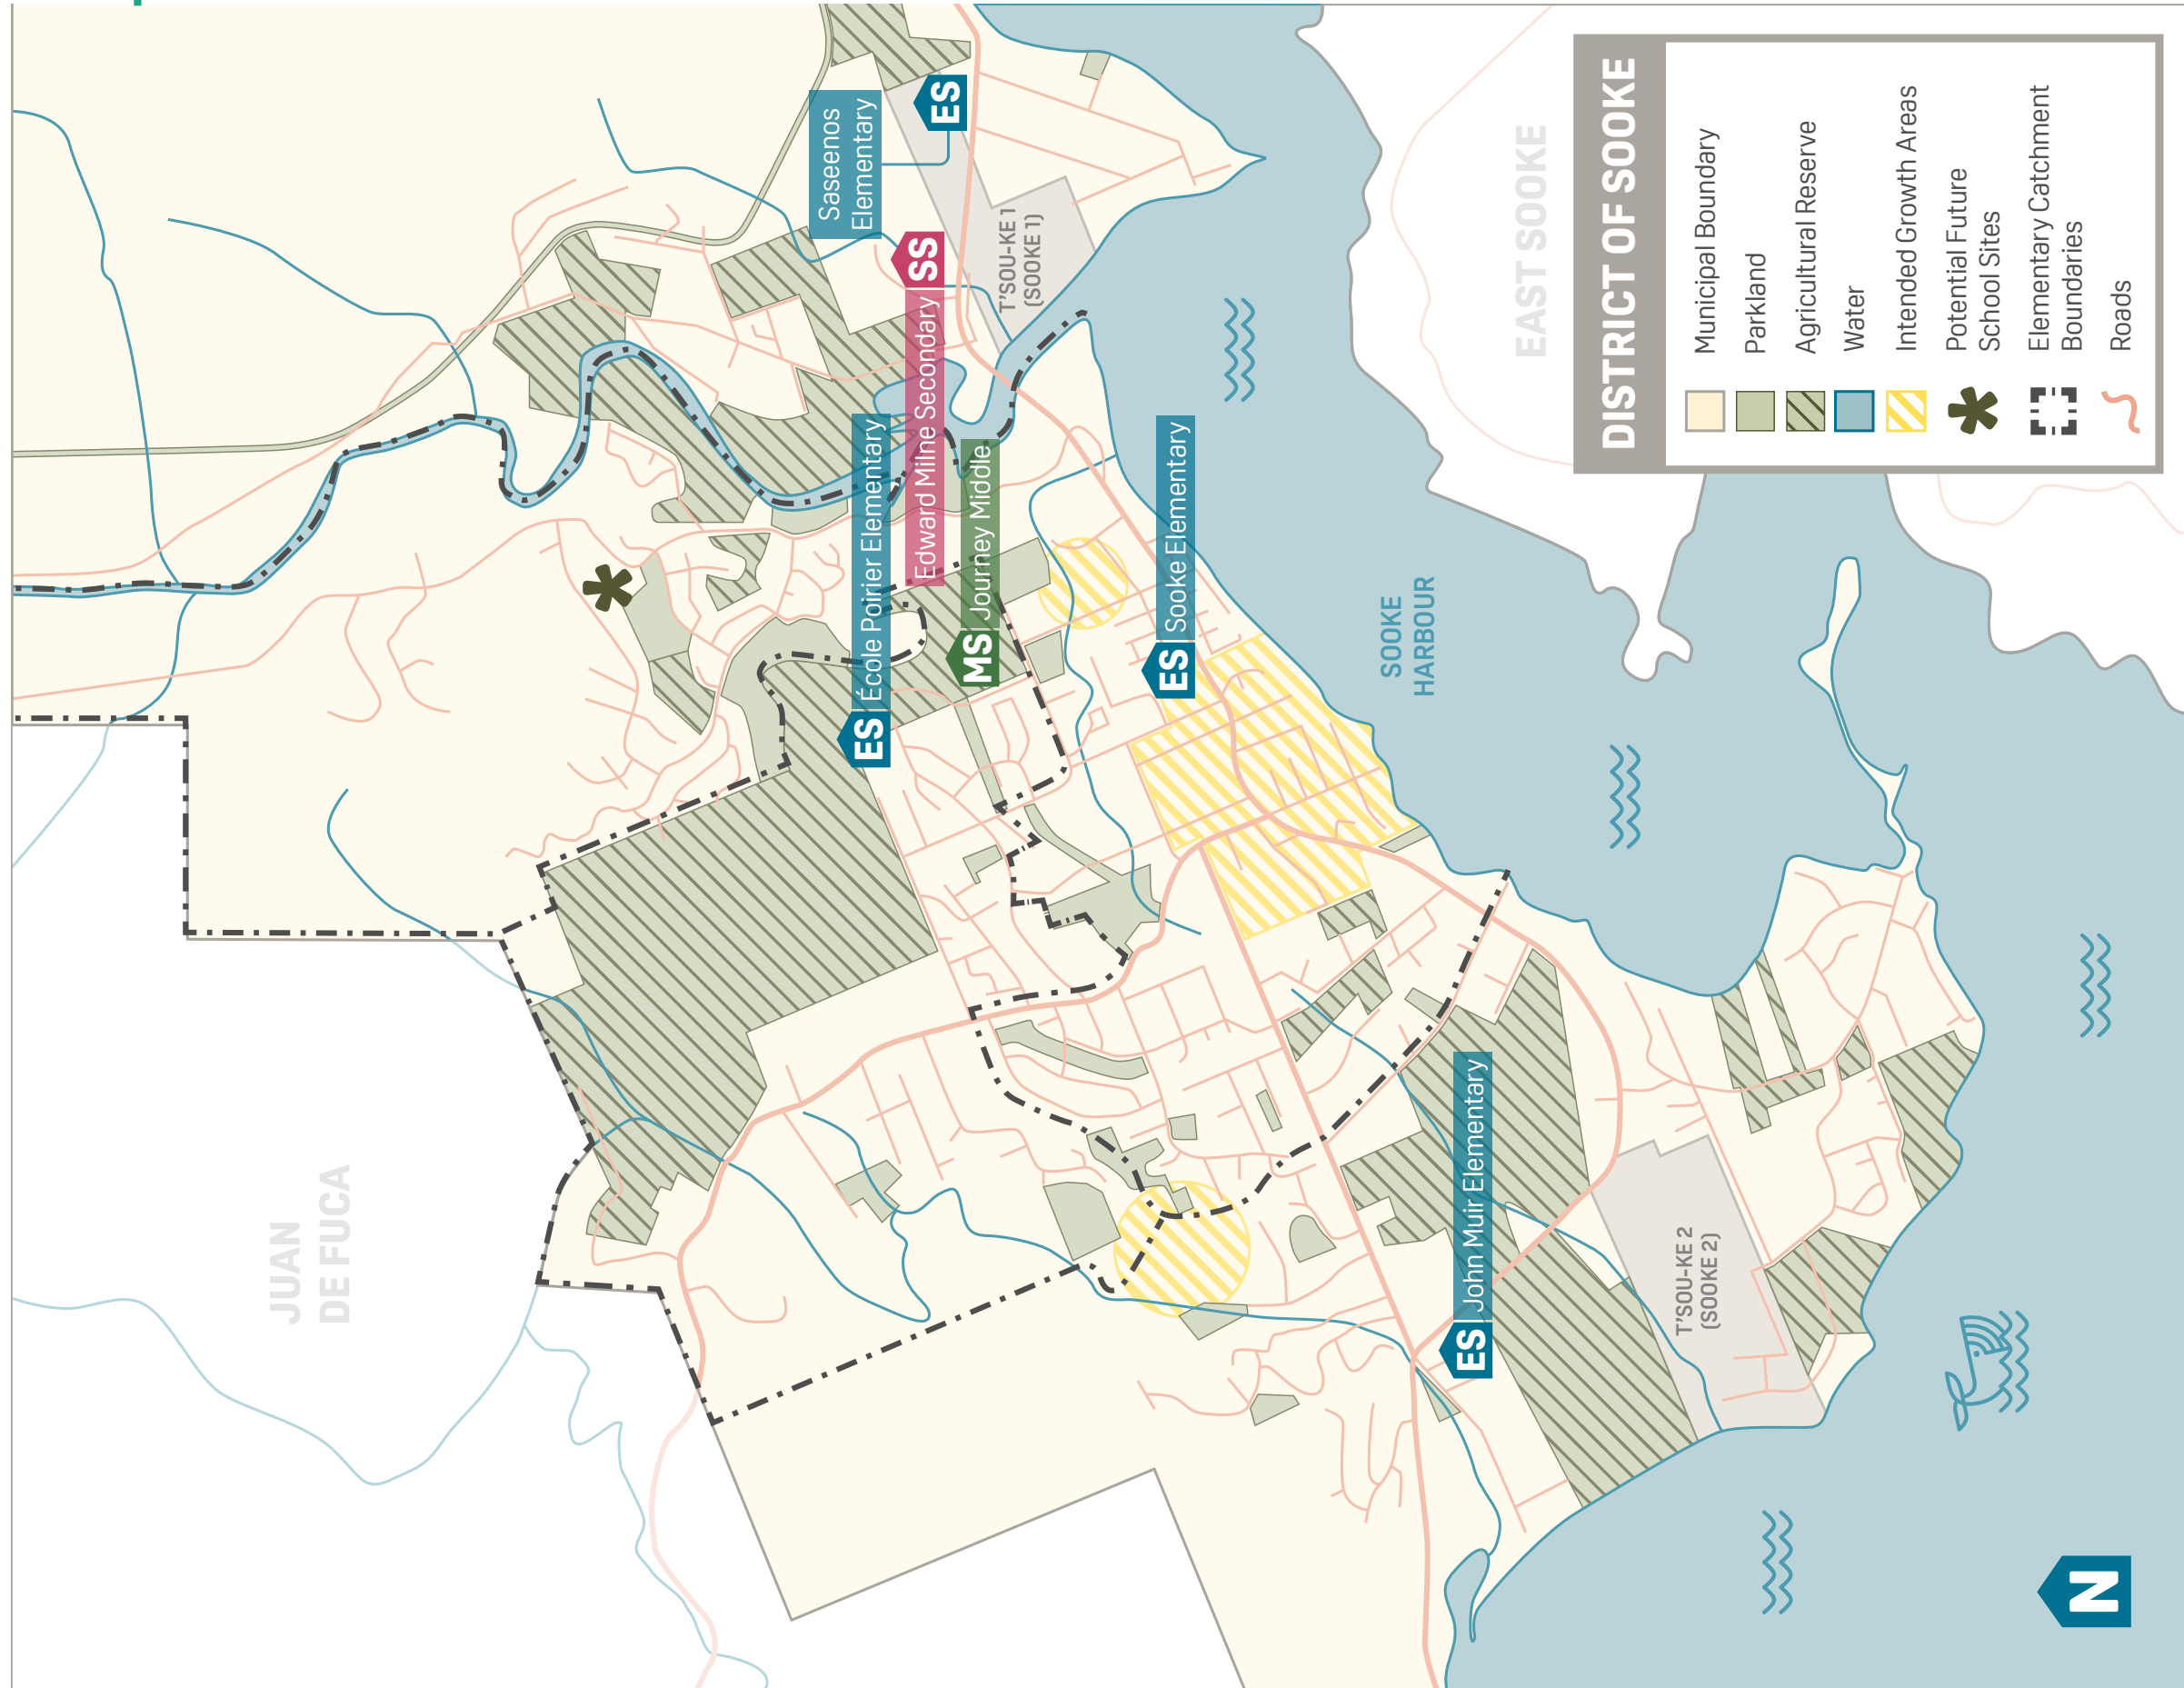 JUAN
DE FUCA
Saseenos
Elementary
ES
SS
Edward Milne Secondary
T'SOU-KE 1
(SOOKE 1)
ES
École Poirier Elementary
MS
Journey Middle
ES
Sooke Elementary
SOOKE
HARBOUR
EAST SOOKE
ES
John Muir Elementary
T'SOU-KE 2
(SOOKE 2)
DISTRICT OF SOOKE
Municipal Boundary
Parkland
Agricultural Reserve
Water
Intended Growth Areas
Potential Future
School Sites
Elementary Catchment
Boundaries
Roads
N